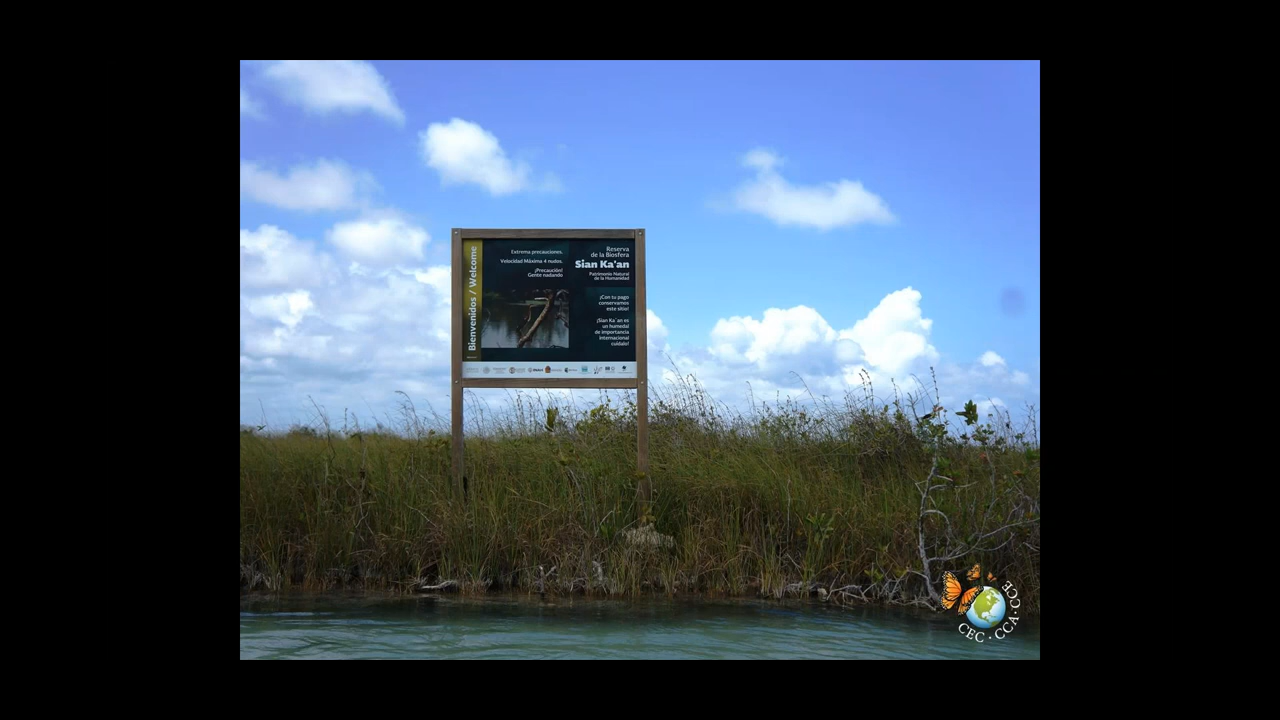 Bienvenidos / Welcome
Extrema precauciones.
Velocidad Máxima 4 nudos.
¡Precaución!
Gente nadando
Reserva
de la Biosfera
Sian Ka'an
Patrimonio Natural
de la Humanidad
¡Con tu pago
conservamos
este sitio!
¡Sian Ka´an es
un humedal
de importancia
internacional
cuídalo!
CEC · CCA · CCE